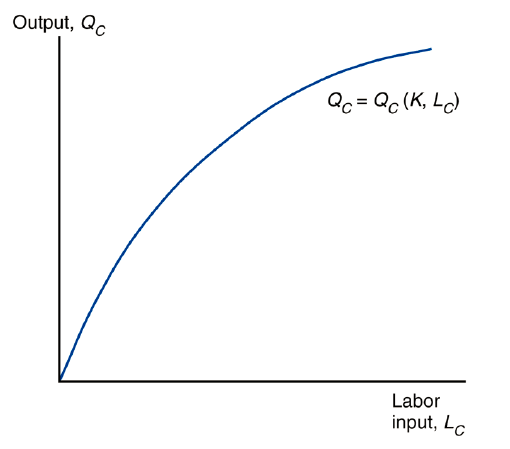 Output, Q_C
Q_C = Q_C (K, L_C)
Labor
input, L_C